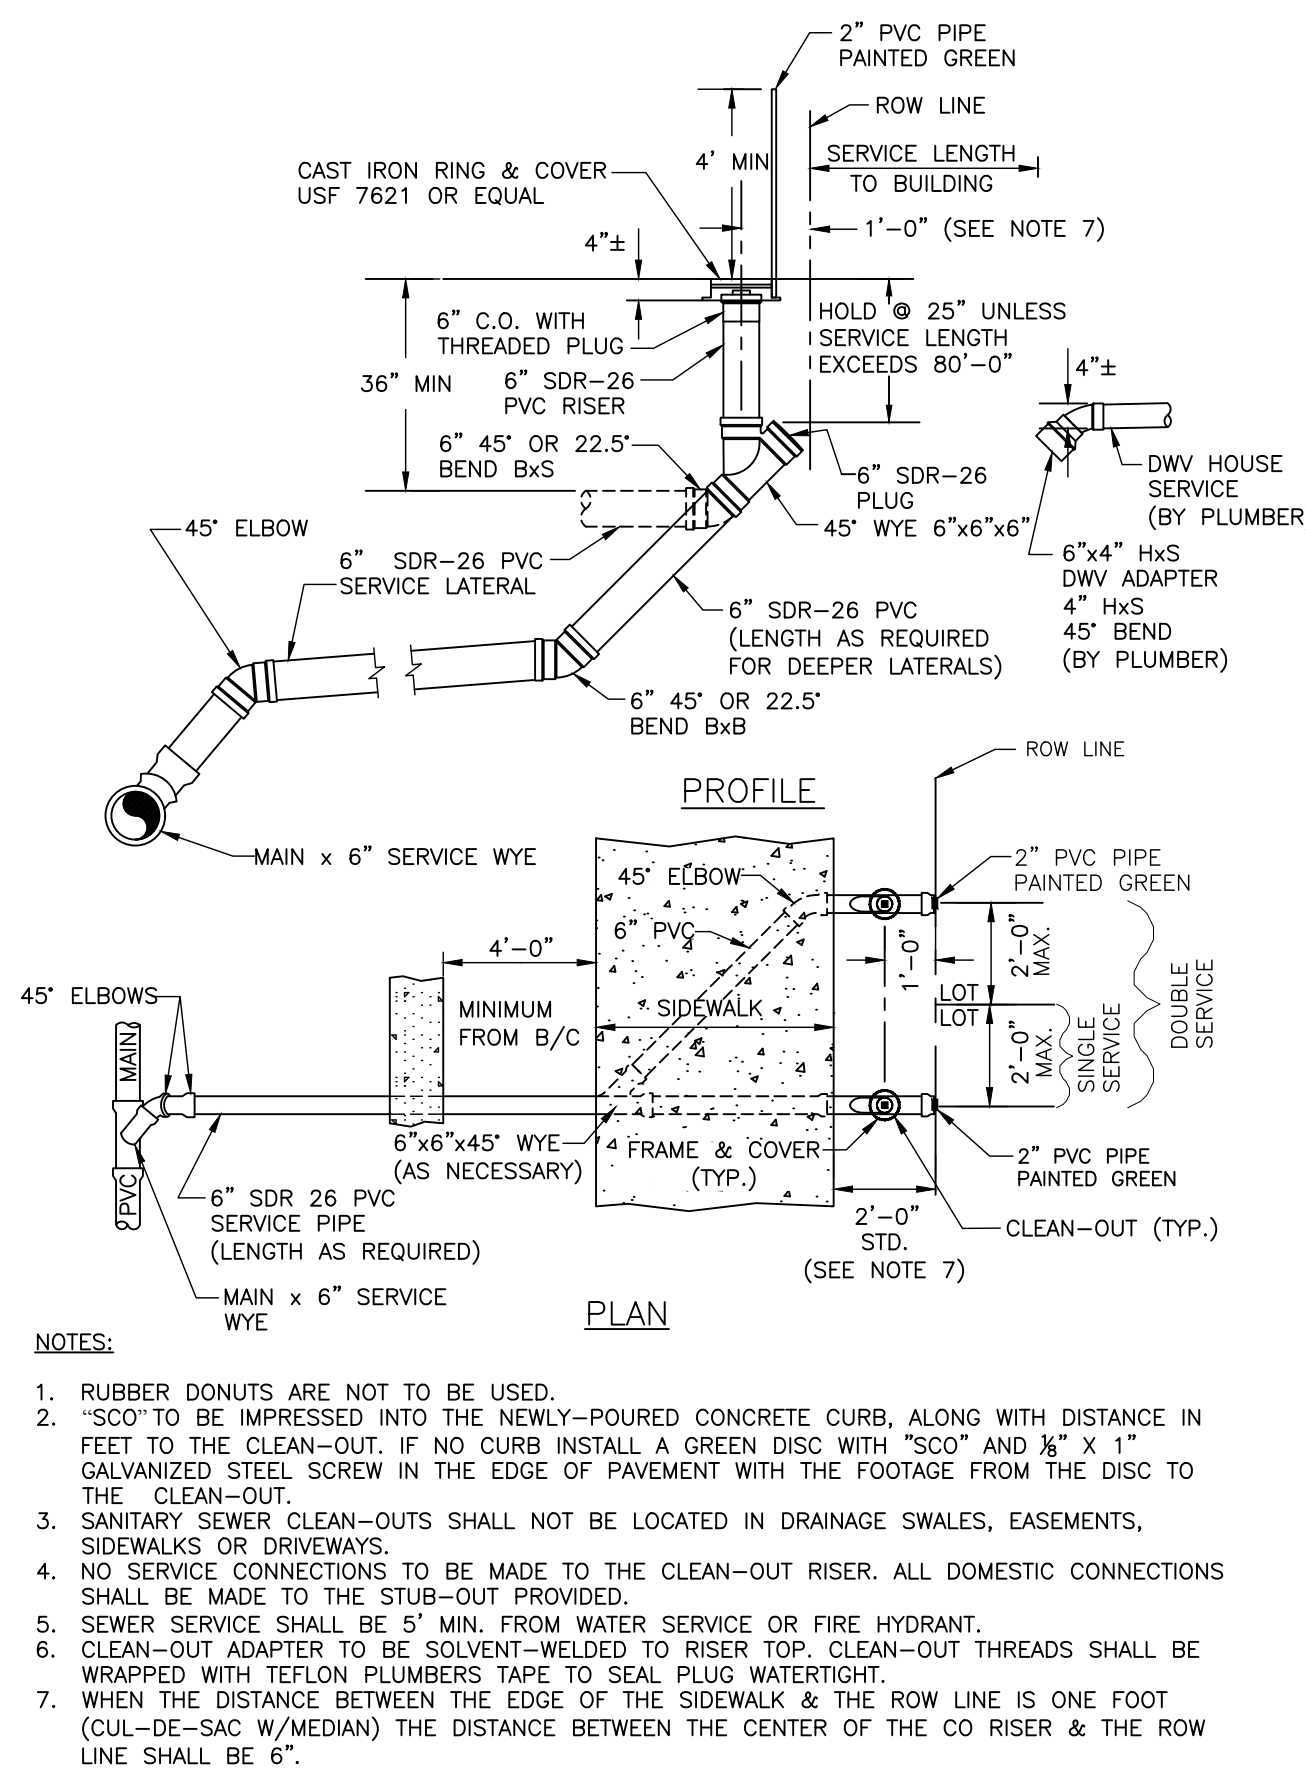 2” PVC PIPE
PAINTED GREEN
ROW LINE
4’ MIN
SERVICE LENGTH
TO BUILDING
CAST IRON RING & COVER
USF 7621 OR EQUAL
1’–0” (SEE NOTE 7)
4”±
HOLD @ 25” UNLESS
SERVICE LENGTH
EXCEEDS 80’–0”
6” C.O. WITH
THREADED PLUG
36” MIN
6” SDR–26
PVC RISER
4”±
6” 45° OR 22.5°
BEND BxS
6” SDR–26
PLUG
DWV HOUSE
SERVICE
(BY PLUMBER
45° ELBOW
45° WYE 6”x6”x6”
6” SDR–26 PVC
SERVICE LATERAL
6”x4” HxS
DWV ADAPTER
4” HxS
45° BEND
(BY PLUMBER)
6” SDR–26 PVC
(LENGTH AS REQUIRED
FOR DEEPER LATERALS)
6” 45° OR 22.5°
BEND BxB
ROW LINE
PROFILE
MAIN x 6” SERVICE WYE
2” PVC PIPE
PAINTED GREEN
45° ELBOW
6” PVC
4’–0”
1’–0”
2’–0”
MAX.
DOUBLE
SERVICE
45° ELBOWS
MINIMUM
FROM B/C
SIDEWALK
LOT
LOT
2’–0”
MAX.
SINGLE
SERVICE
MAIN
PVC
6”x6”x45° WYE
(AS NECESSARY)
FRAME & COVER
(TYP.)
2” PVC PIPE
PAINTED GREEN
6” SDR 26 PVC
SERVICE PIPE
(LENGTH AS REQUIRED)
2’–0”
STD.
(SEE NOTE 7)
CLEAN–OUT (TYP.)
MAIN x 6” SERVICE
WYE
PLAN
NOTES:
1. RUBBER DONUTS ARE NOT TO BE USED.
2. “SCO” TO BE IMPRESSED INTO THE NEWLY–POURED CONCRETE CURB, ALONG WITH DISTANCE IN
FEET TO THE CLEAN–OUT. IF NO CURB INSTALL A GREEN DISC WITH ”SCO” AND ⅛” X 1”
GALVANIZED STEEL SCREW IN THE EDGE OF PAVEMENT WITH THE FOOTAGE FROM THE DISC TO
THE CLEAN–OUT.
3. SANITARY SEWER CLEAN–OUTS SHALL NOT BE LOCATED IN DRAINAGE SWALES, EASEMENTS,
SIDEWALKS OR DRIVEWAYS.
4. NO SERVICE CONNECTIONS TO BE MADE TO THE CLEAN–OUT RISER. ALL DOMESTIC CONNECTIONS
SHALL BE MADE TO THE STUB–OUT PROVIDED.
5. SEWER SERVICE SHALL BE 5’ MIN. FROM WATER SERVICE OR FIRE HYDRANT.
6. CLEAN–OUT ADAPTER TO BE SOLVENT–WELDED TO RISER TOP. CLEAN–OUT THREADS SHALL BE
WRAPPED WITH TEFLON PLUMBERS TAPE TO SEAL PLUG WATERTIGHT.
7. WHEN THE DISTANCE BETWEEN THE EDGE OF THE SIDEWALK & THE ROW LINE IS ONE FOOT
(CUL–DE–SAC W/MEDIAN) THE DISTANCE BETWEEN THE CENTER OF THE CO RISER & THE ROW
LINE SHALL BE 6”.